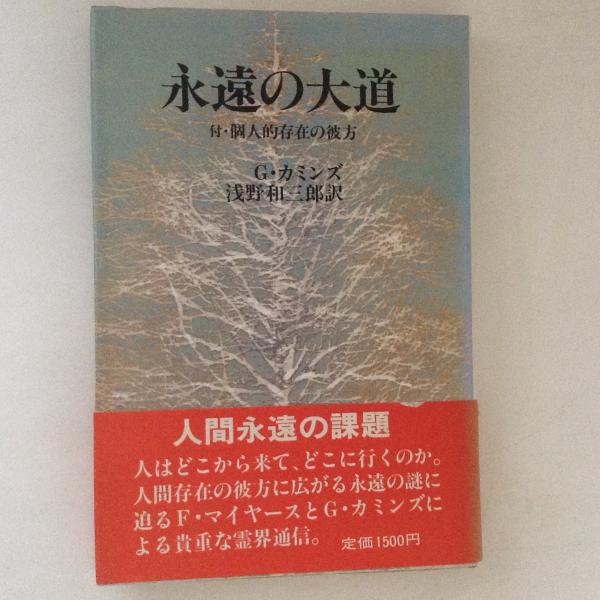 永遠の大道
付・個人的存在の彼方
G・カミンズ
浅野和三郎訳
人間永遠の課題
人はどこから来て、どこに行くのか。
人間存在の彼方に広がる永遠の謎に
迫るF・マイヤースとG・カミンズに
よる貴重な霊界通信。
定価1500円